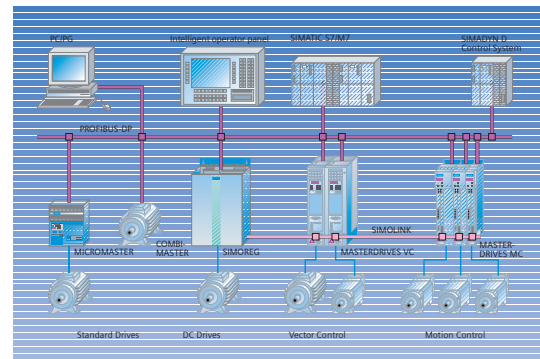 PC/PG
Intelligent operator panel
SIMATIC S7/M7
SIMADYN D
Control System
PROFIBUS-DP
SIMOLINK
MICROMASTER
COMBI-
MASTER
SIMOREG
MASTERDRIVES VC
MASTER-
DRIVES MC
Standard Drives
DC Drives
Vector Control
Motion Control